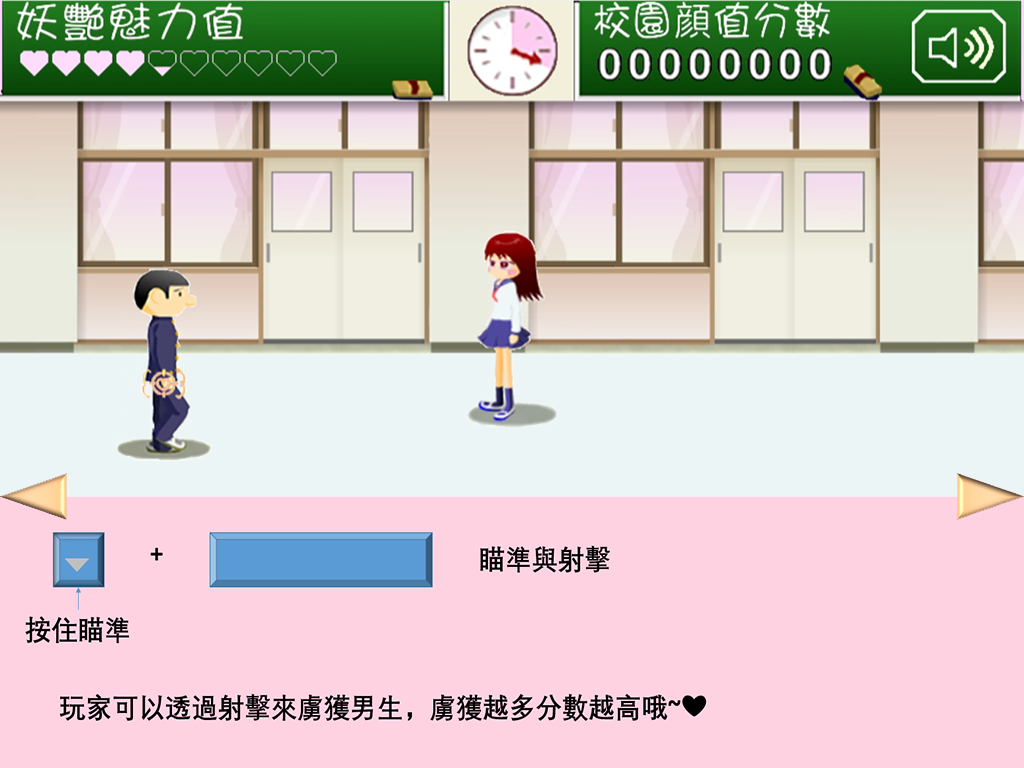 妖艷魅力值
校園顏值分數
00000000
+
瞄準與射擊
按住瞄準
玩家可以透過射擊來虜獲男生，虜獲越多分數越高哦~♥